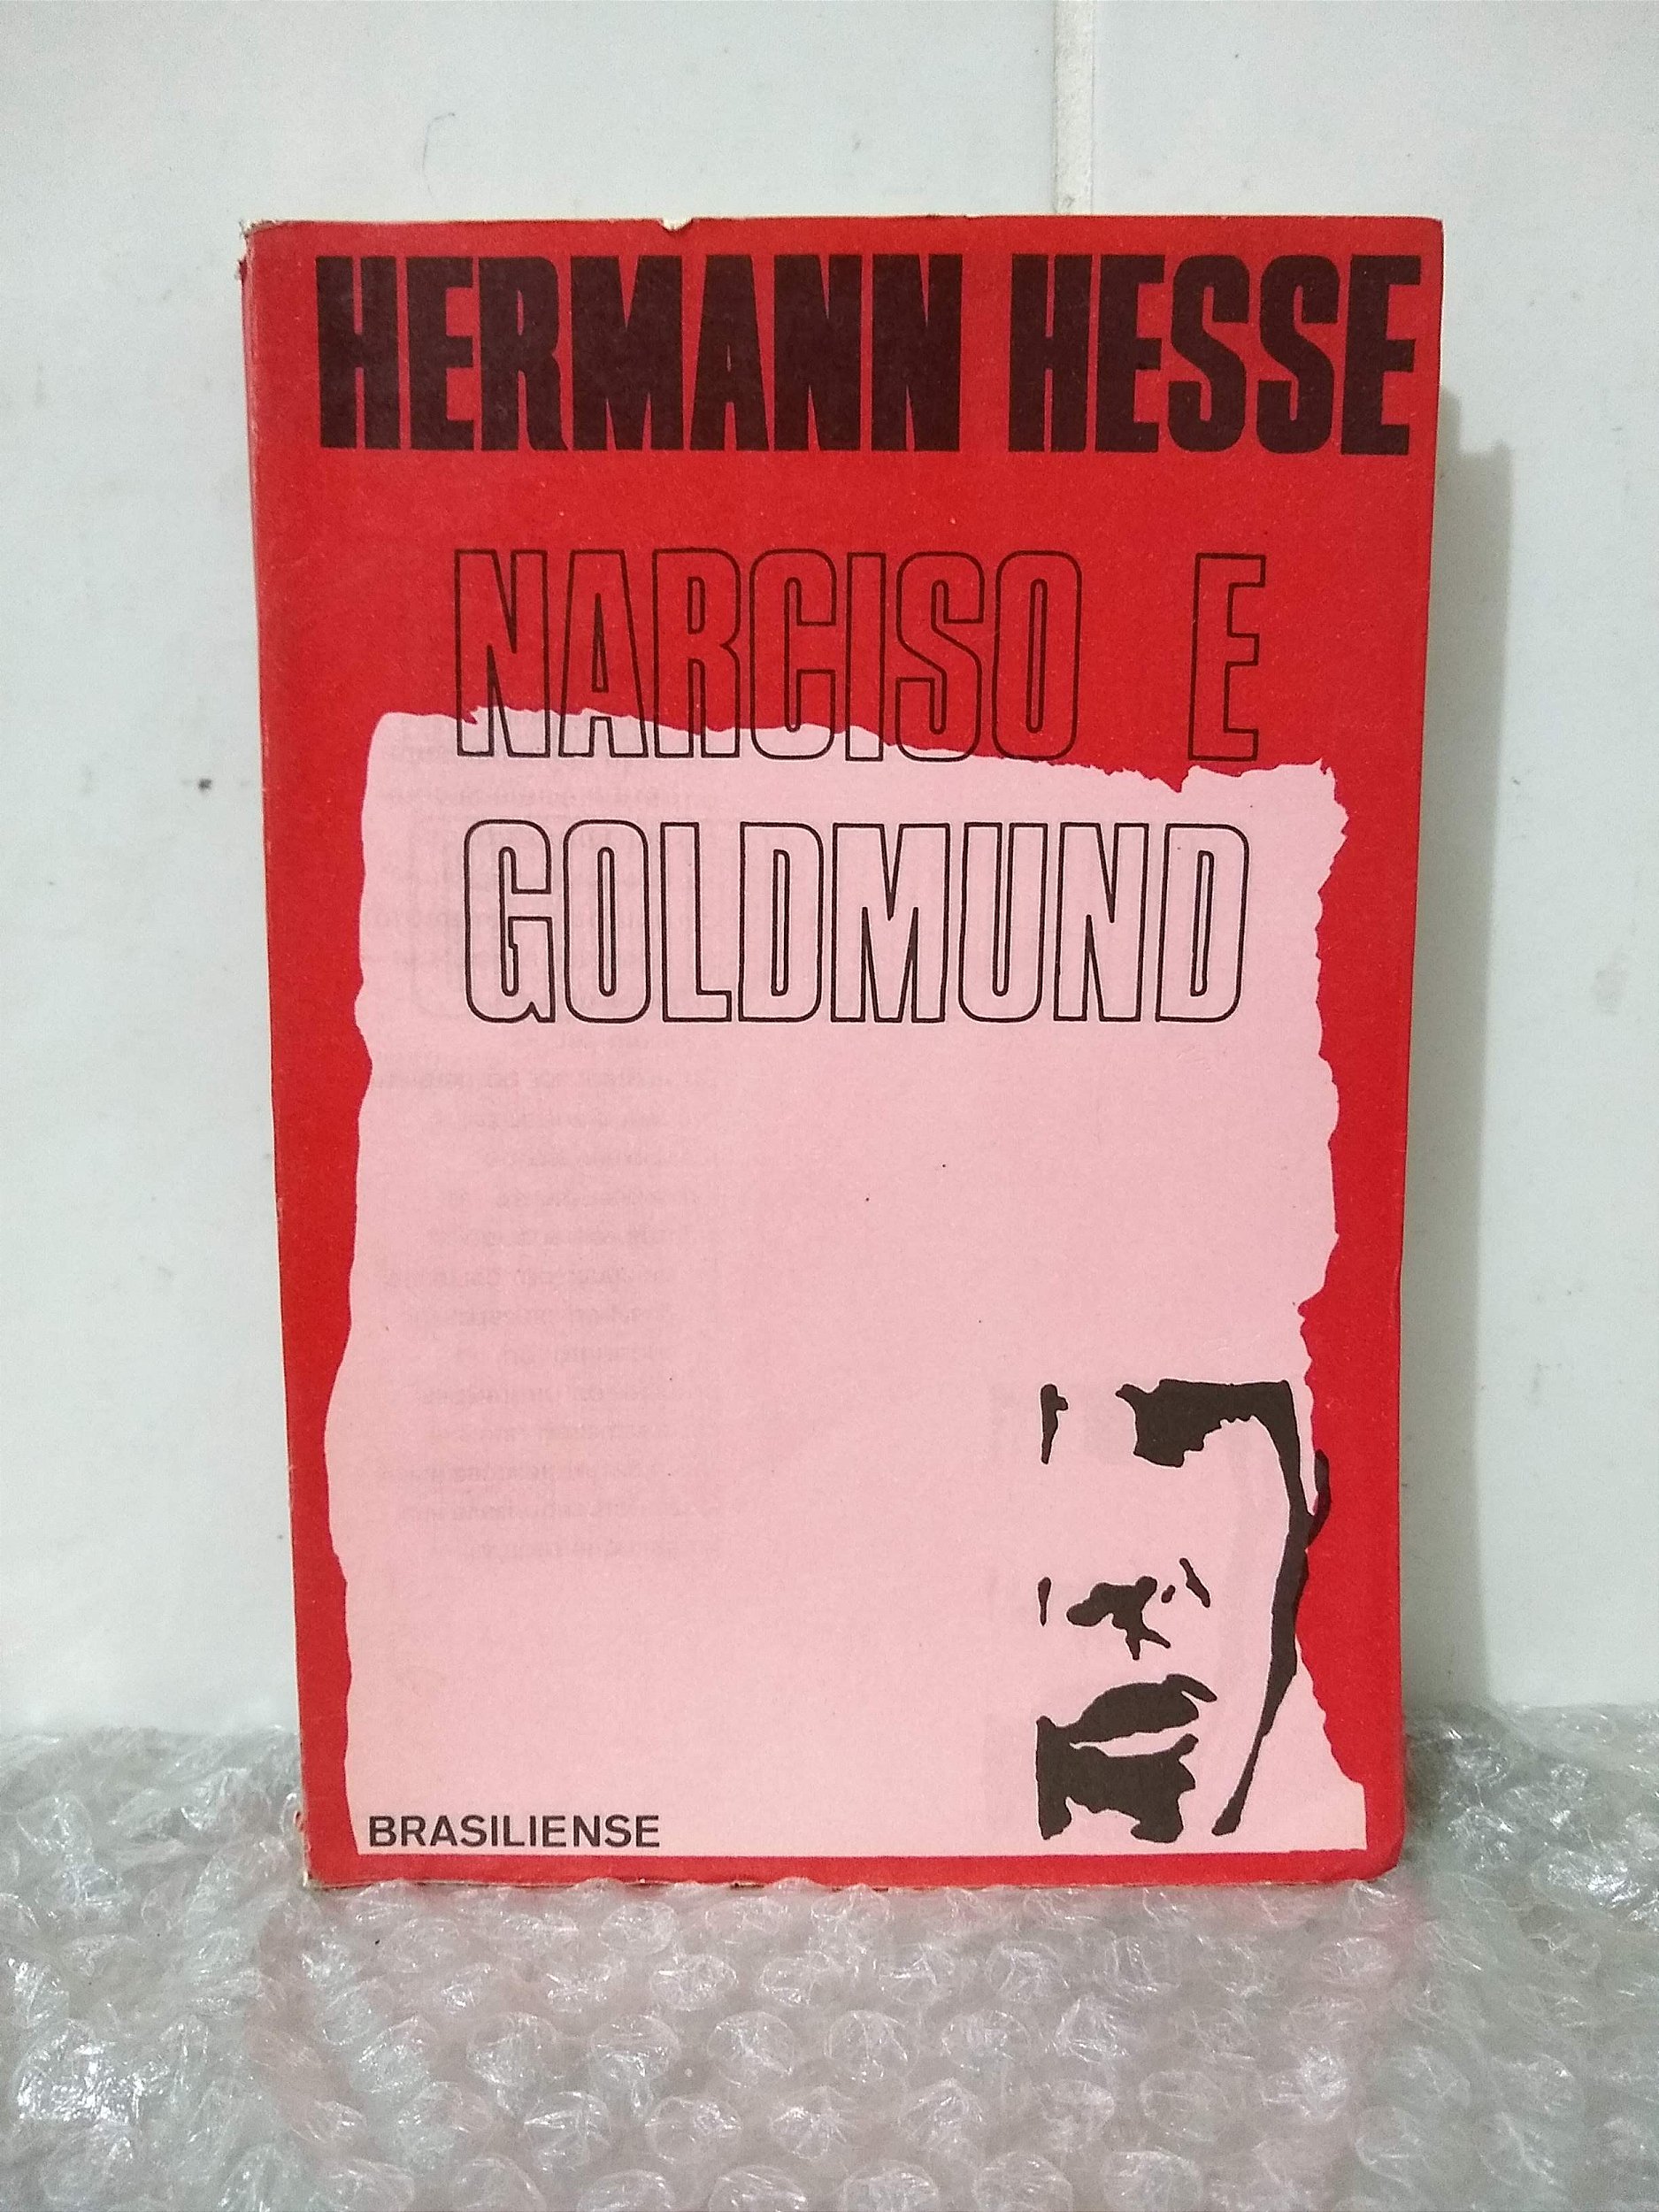 HERMANN HESSE
NARCISO E
GOLDMUND
BRASILIENSE